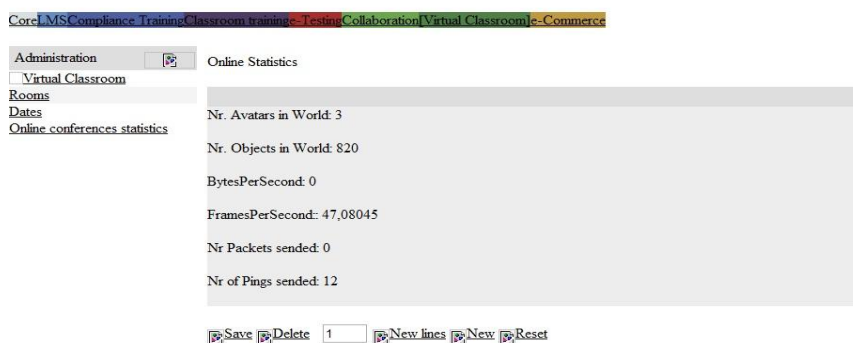 CoreLMSCompliance TrainingClassroom traininge-TestingCollaboration[Virtual Classroom]e-Commerce
Administration
Virtual Classroom
Rooms
Dates
Online conferences statistics
Online Statistics
Nr. Avatars in World: 3
Nr. Objects in World: 820
BytesPerSecond: 0
FramesPerSecond:: 47,08045
Nr Packets sended: 0
Nr of Pings sended: 12
Save Delete 1 New lines New Reset